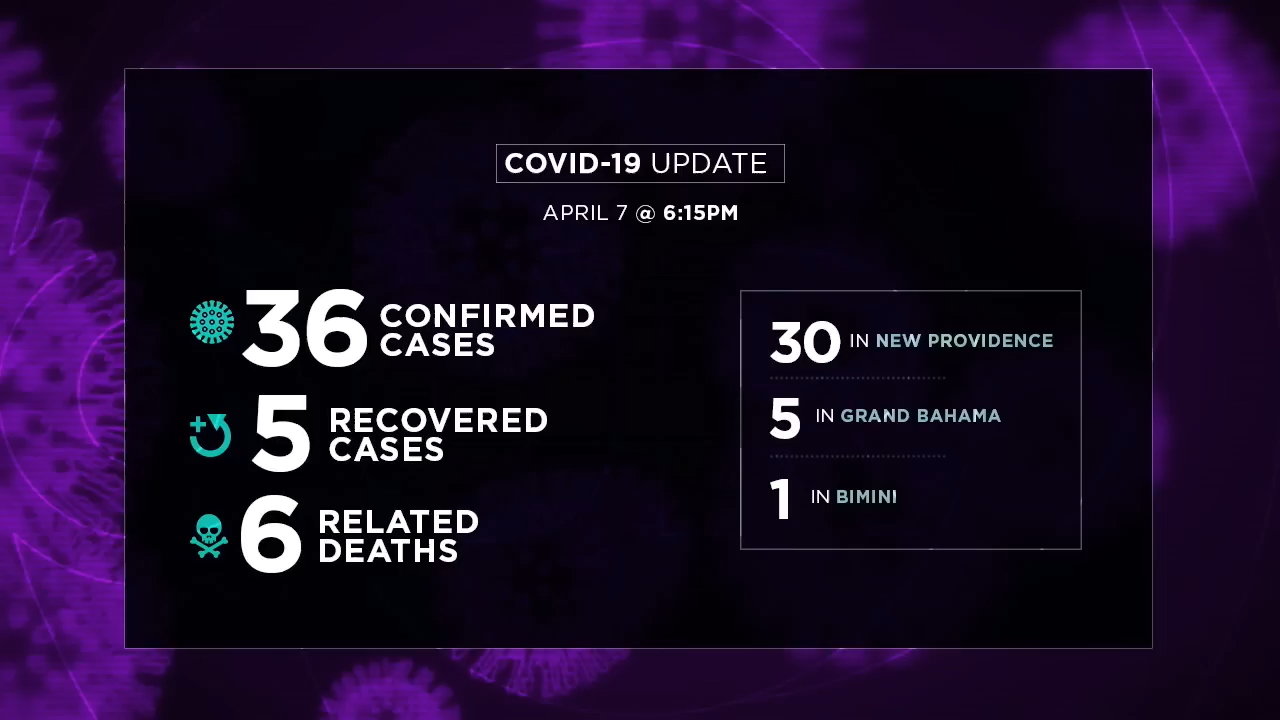 COVID-19 UPDATE
APRIL 7 @ 6:15PM
36 CONFIRMED
CASES
5 RECOVERED
CASES
6 RELATED
DEATHS
30 IN NEW PROVIDENCE
5 IN GRAND BAHAMA
1 IN BIMINI